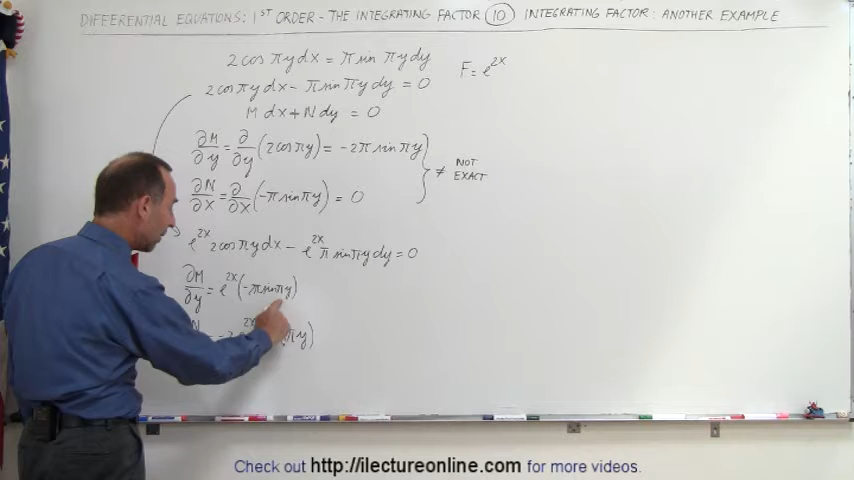 DIFFERENTIAL EQUATIONS: 1ST ORDER - THE INTEGRATING FACTOR (10) INTEGRATING FACTOR: ANOTHER EXAMPLE
2 cos πy dx = π sin πy dy
F = e^{2x}
2 cos πy dx - π sin πy dy = 0
M dx + N dy = 0
∂M/∂y = ∂/∂y (2 cos πy) = -2π sin πy
≠ NOT EXACT
∂N/∂x = ∂/∂x (-π sin πy) = 0
e^{2x} 2 cos πy dx - e^{2x} π sin πy dy = 0
∂M/∂y = e^{2x} (-π sin πy)
πy)
Check out http://ilectureonline.com for more videos.